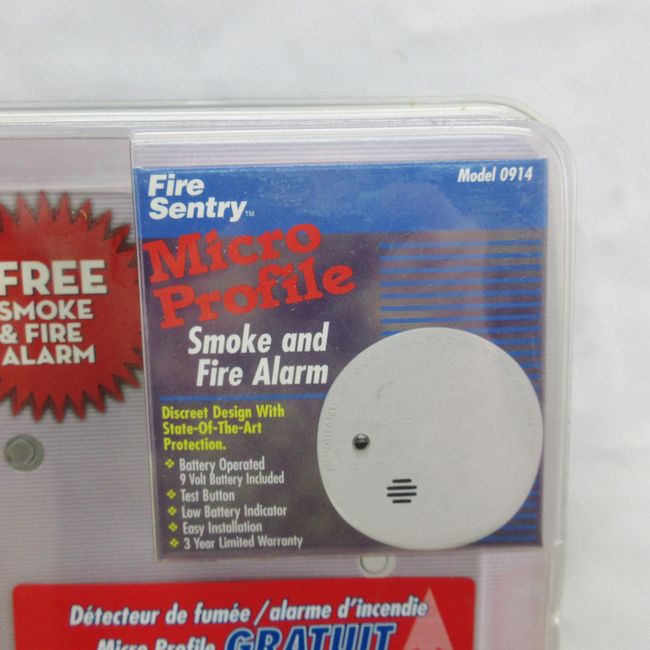 Fire
Sentry™
Model 0914
Micro
Profile
Smoke and
Fire Alarm
Discreet Design With
State-Of-The-Art
Protection.
❖ Battery Operated
9 Volt Battery Included
❖ Test Button
❖ Low Battery Indicator
❖ Easy Installation
❖ 3 Year Limited Warranty
FREE
SMOKE
& FIRE
ALARM
Détecteur de fumée / alarme d'incendie
Micro Profile GRATUIT